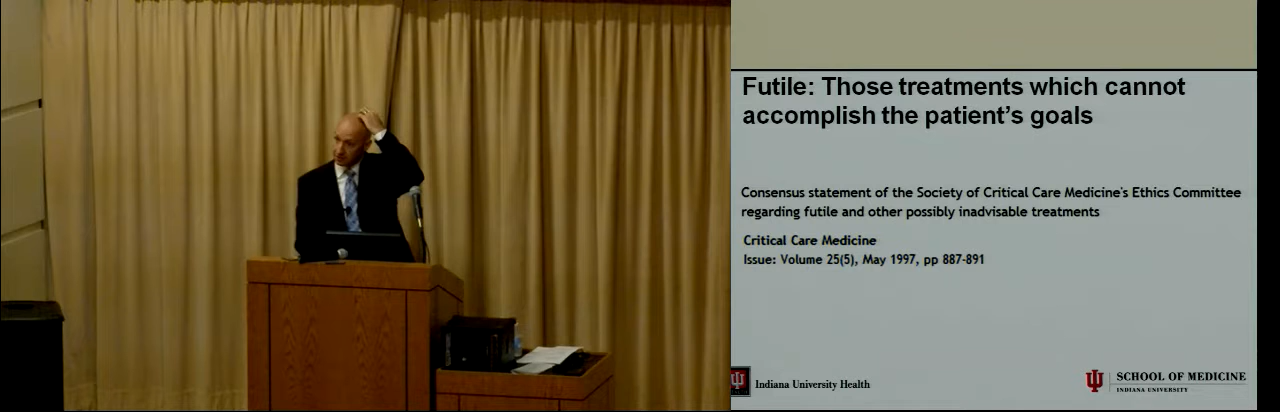 Futile: Those treatments which cannot
accomplish the patient's goals
Consensus statement of the Society of Critical Care Medicine's Ethics Committee
regarding futile and other possibly inadvisable treatments
Critical Care Medicine
Issue: Volume 25(5), May 1997, pp 887-891
Indiana University Health
SCHOOL OF MEDICINE
INDIANA UNIVERSITY